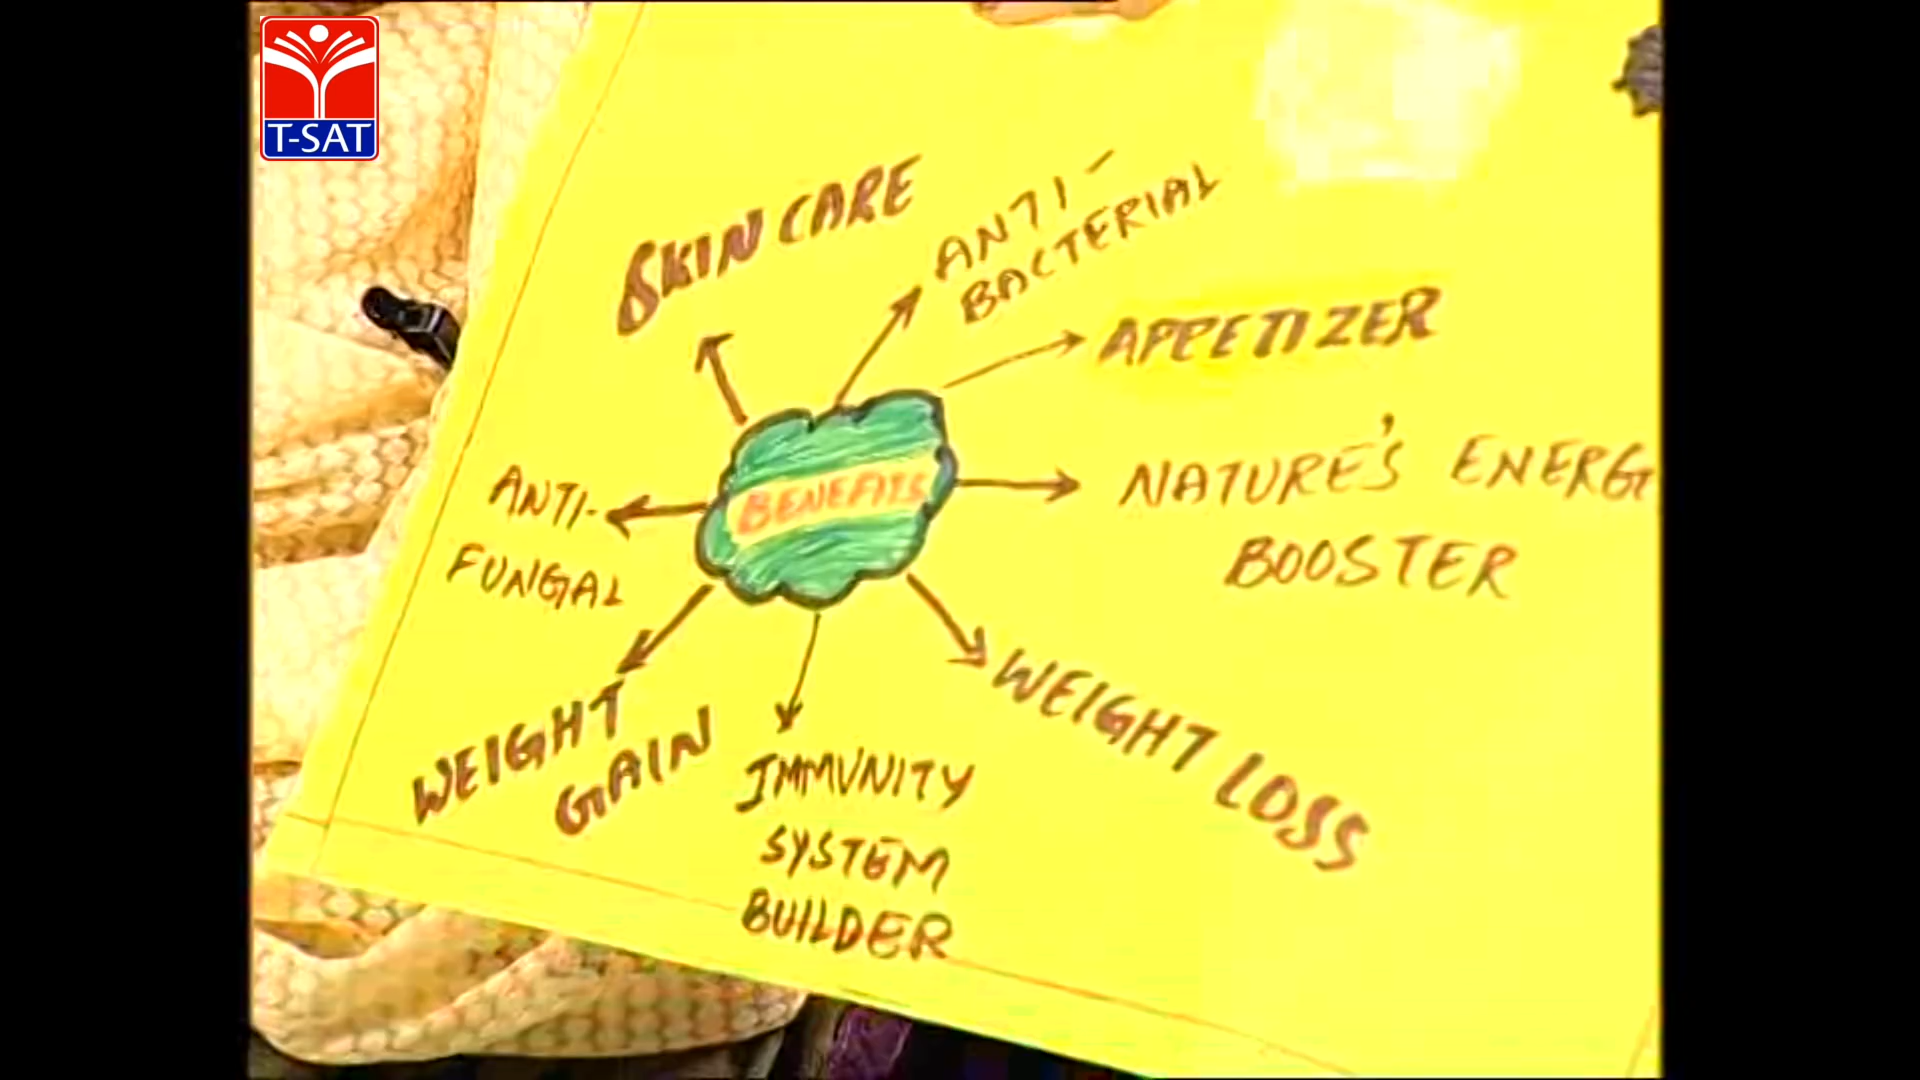 T-SAT
SKIN CARE
ANTI-
BACTERIAL
APPETIZER
NATURE'S ENERG
BOOSTER
BENEFITS
ANTI-
FUNGAL
WEIGHT
GAIN
IMMUNITY
SYSTEM
BUILDER
WEIGHT LOSS